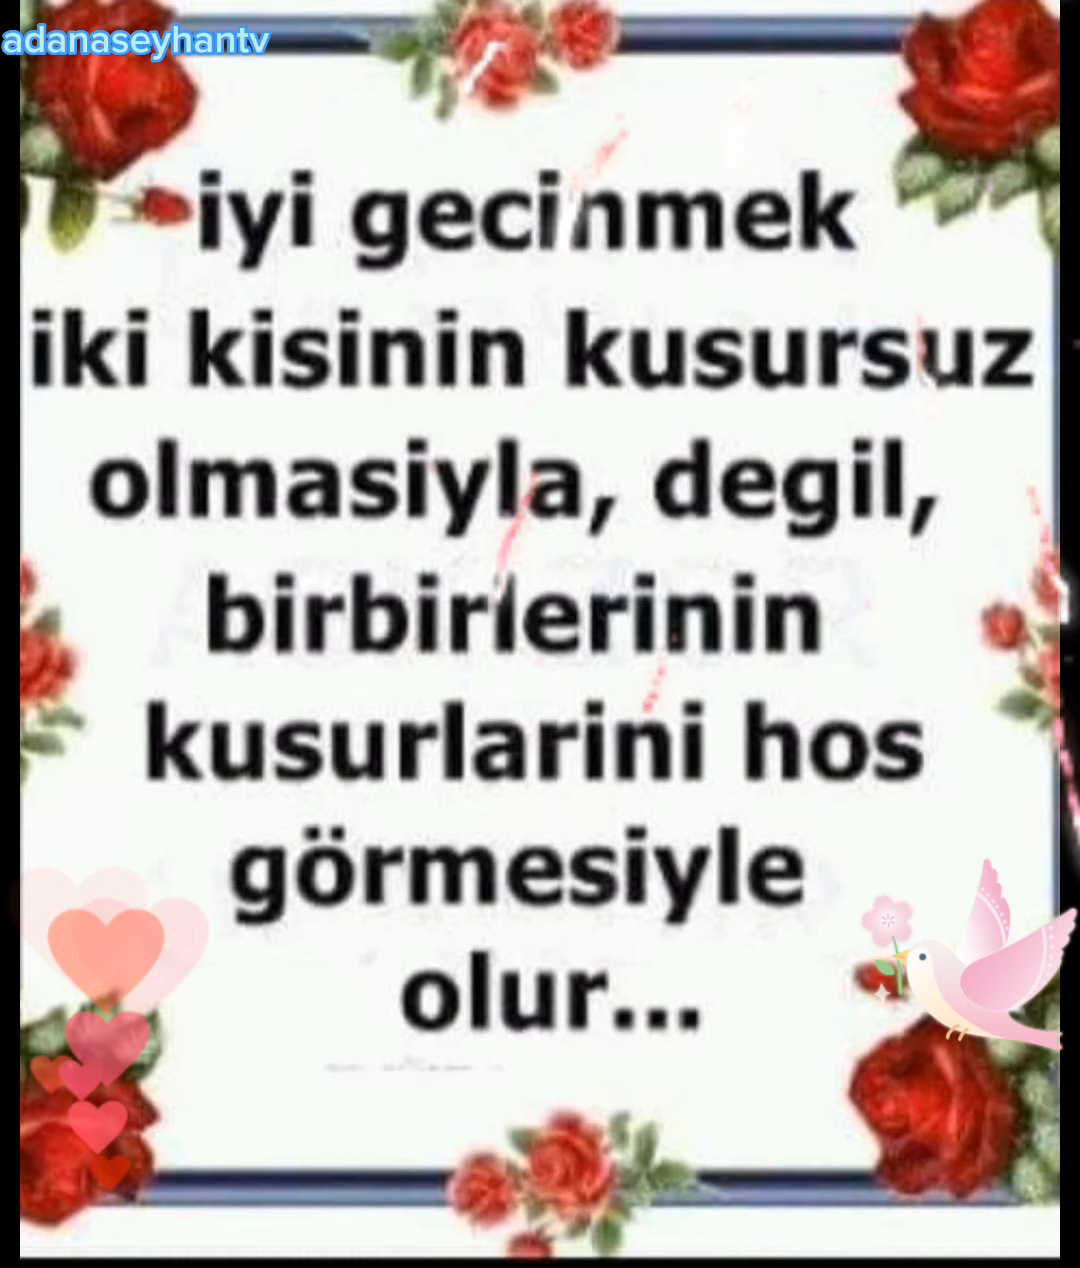 adanaseyhantv
iyi gecinmek
iki kisinin kusursuz
olmasiyla, degil,
birbirlerinin
kusurlarini hos
görmesiyle
olur...